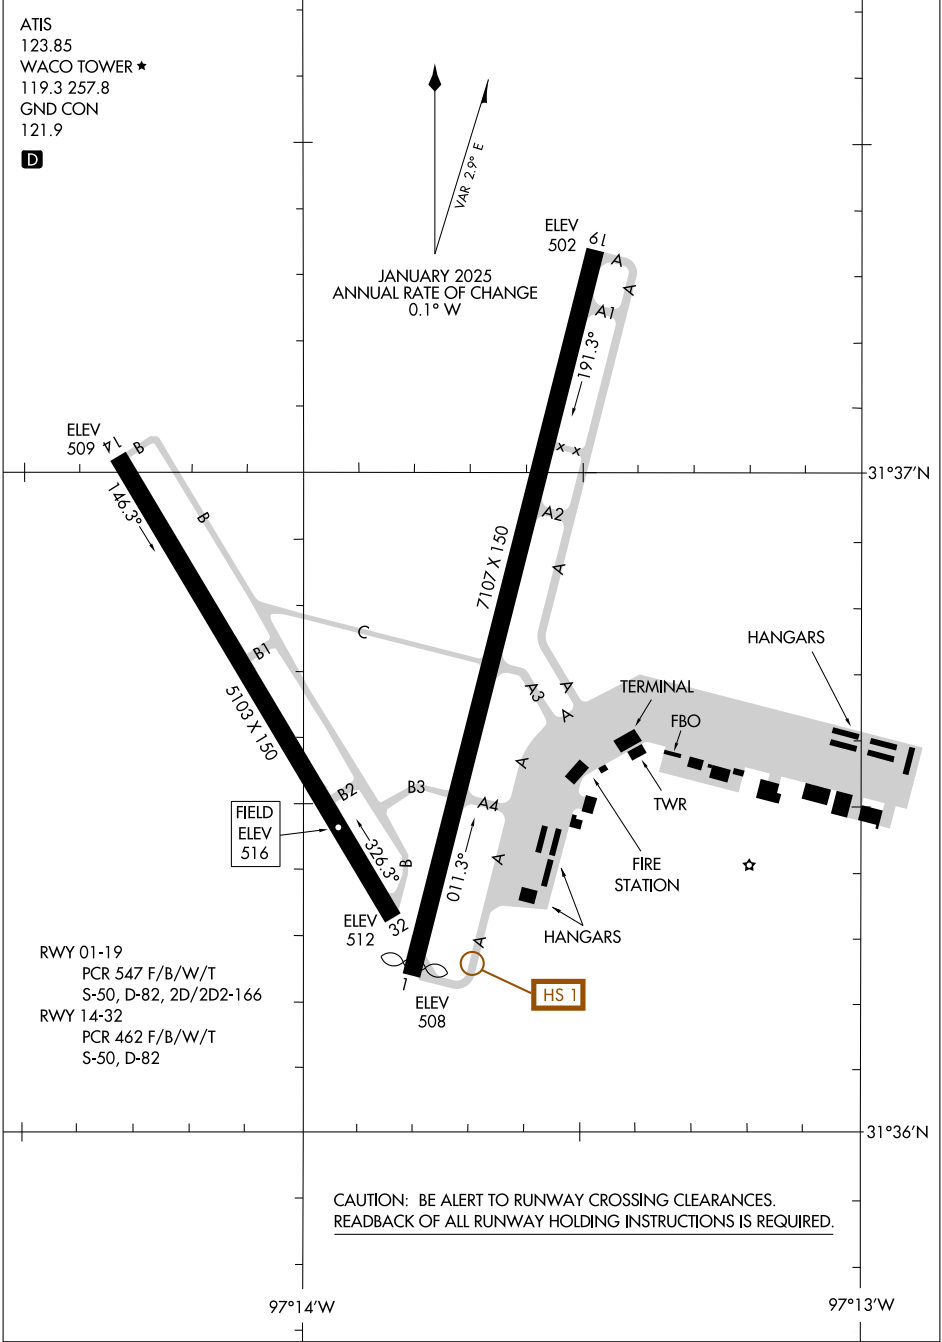 ATIS
123.85
WACO TOWER ★
119.3 257.8
GND CON
121.9
D
VAR 2.9° E
JANUARY 2025
ANNUAL RATE OF CHANGE
0.1° W
ELEV
502
19
A
A
A1
191.3°
X X
A2
A
7107 X 150
ELEV
509
14
B
146.3°
B
31°37'N
C
B1
5103 X 150
A3
A
A
HANGARS
TERMINAL
FBO
TWR
FIRE
STATION
A
B2
B3
A4
FIELD
ELEV
516
326.3°
B
011.3°
A
ELEV
512
32
A
HANGARS
HS 1
1
ELEV
508
RWY 01-19
PCR 547 F/B/W/T
S-50, D-82, 2D/2D2-166
RWY 14-32
PCR 462 F/B/W/T
S-50, D-82
31°36'N
CAUTION: BE ALERT TO RUNWAY CROSSING CLEARANCES.
READBACK OF ALL RUNWAY HOLDING INSTRUCTIONS IS REQUIRED.
97°14'W
97°13'W